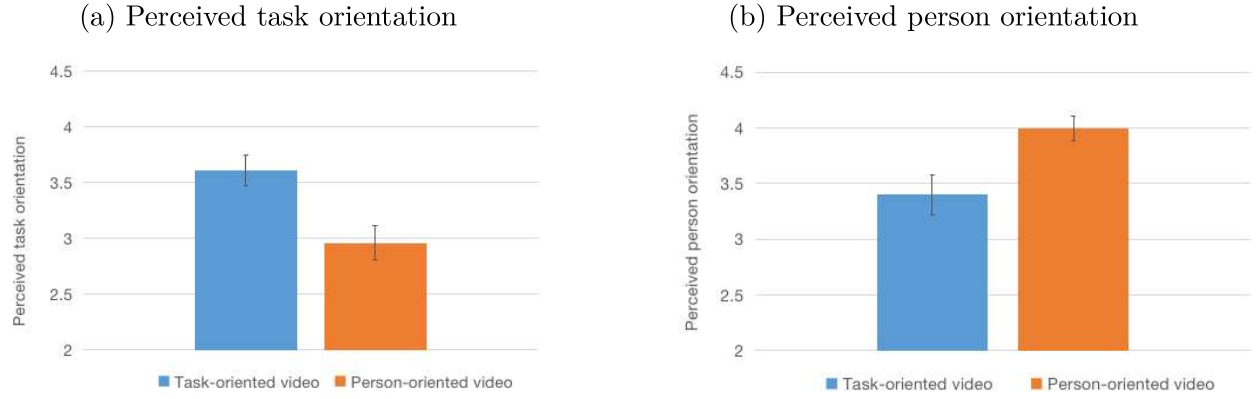 (a) Perceived task orientation
Perceived task orientation
4.5
4
3.5
3
2.5
2
Task-oriented video
Person-oriented video
(b) Perceived person orientation
Perceived person orientation
4.5
4
3.5
3
2.5
2
Task-oriented video
Person-oriented video